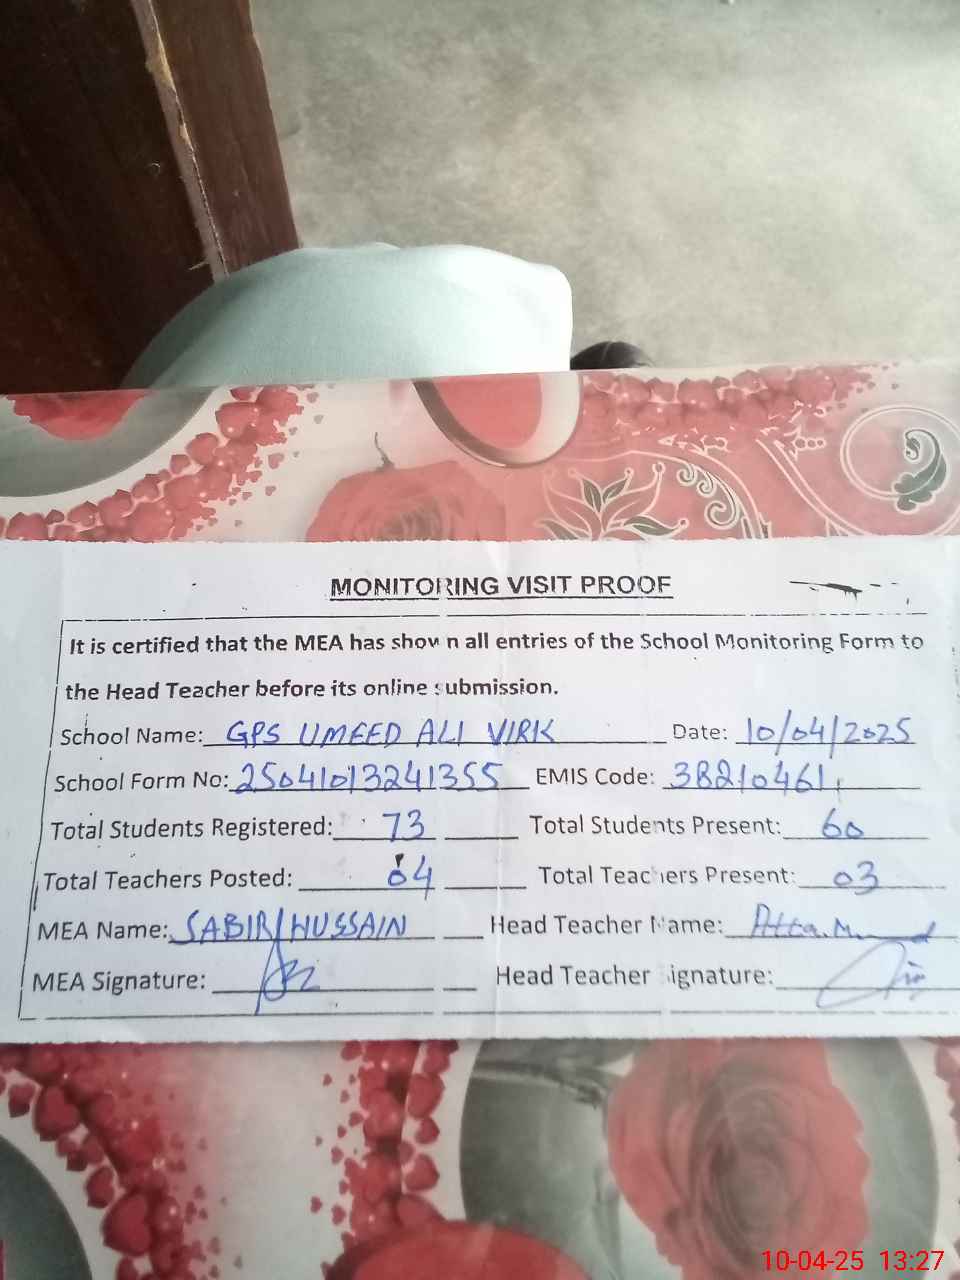 MONITORING VISIT PROOF
It is certified that the MEA has shown all entries of the School Monitoring Form to
the Head Teacher before its online submission.
School Name: GPS UMEED ALI VIRK Date: 10/04/2025
School Form No: 25041013241355 EMIS Code: 38210461
Total Students Registered: 73 Total Students Present: 60
Total Teachers Posted: 04 Total Teachers Present: 03
MEA Name: SABIR HUSSAIN Head Teacher Name: Atta
MEA Signature: Head Teacher Signature:
10-04-25 13:27